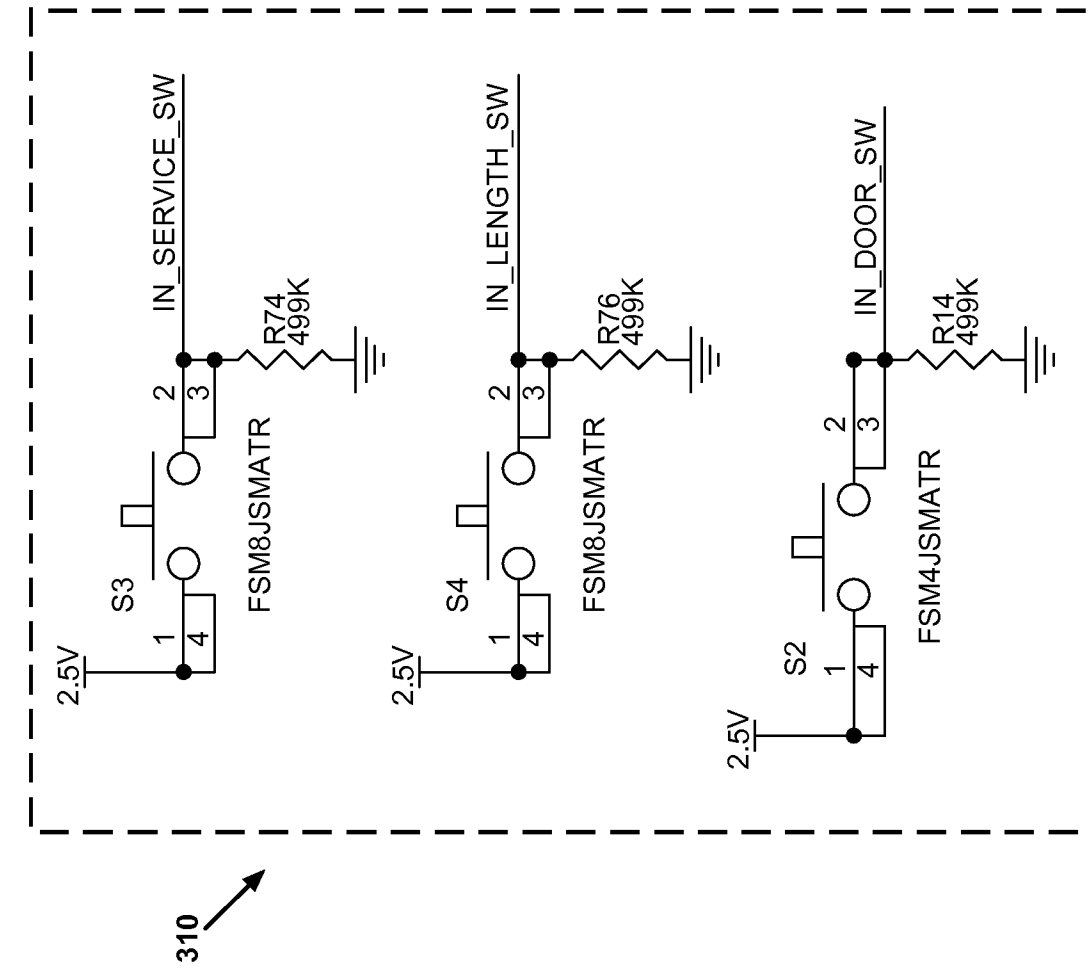 2.5V
S3
1
4
2
3
FSM8JSMATR
IN_SERVICE_SW
R74
499K
2.5V
S4
1
4
2
3
FSM8JSMATR
IN_LENGTH_SW
R76
499K
2.5V
S2
1
4
2
3
FSM4JSMATR
IN_DOOR_SW
R14
499K
310